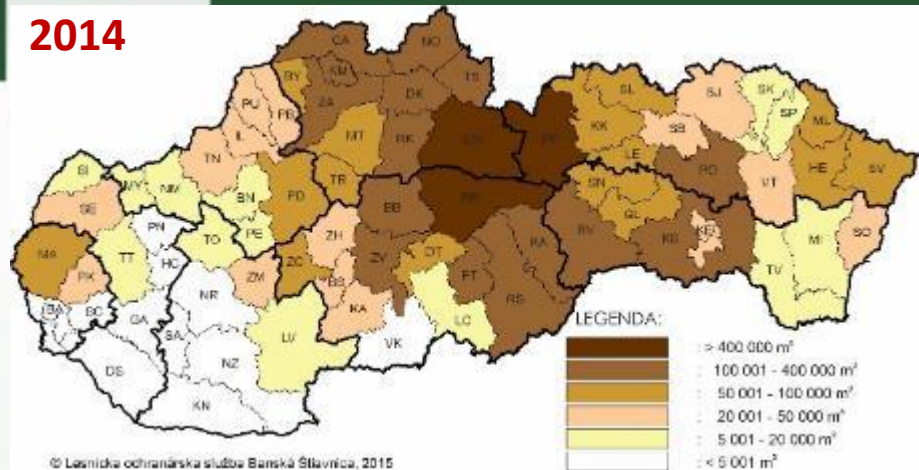 2014
CA
NO
KM
TS
BY
DK
ZA
PU
PB
IL
MT
RK
TN
SL
SJ
SK
SP
KK
SB
ML
LE
PO
HE
SV
VT
SI
MY
NM
BN
PD
TR
SE
PN
PE
BB
SN
GL
RV
KS
KE
MI
SO
TV
MA
PK
TT
HC
TO
ZC
ZH
ZM
BS
ZV
DT
PT
RA
RS
BA
SC
GA
NR
SA
KA
LC
LV
VK
DS
NZ
KN
LEGENDA:
: > 400 000 m³
: 100 001 - 400 000 m³
: 50 001 - 100 000 m³
: 20 001 - 50 000 m³
: 5 001 - 20 000 m³
: < 5 001 m³
© Lesnícka ochranárska služba Banská Štiavnica, 2015